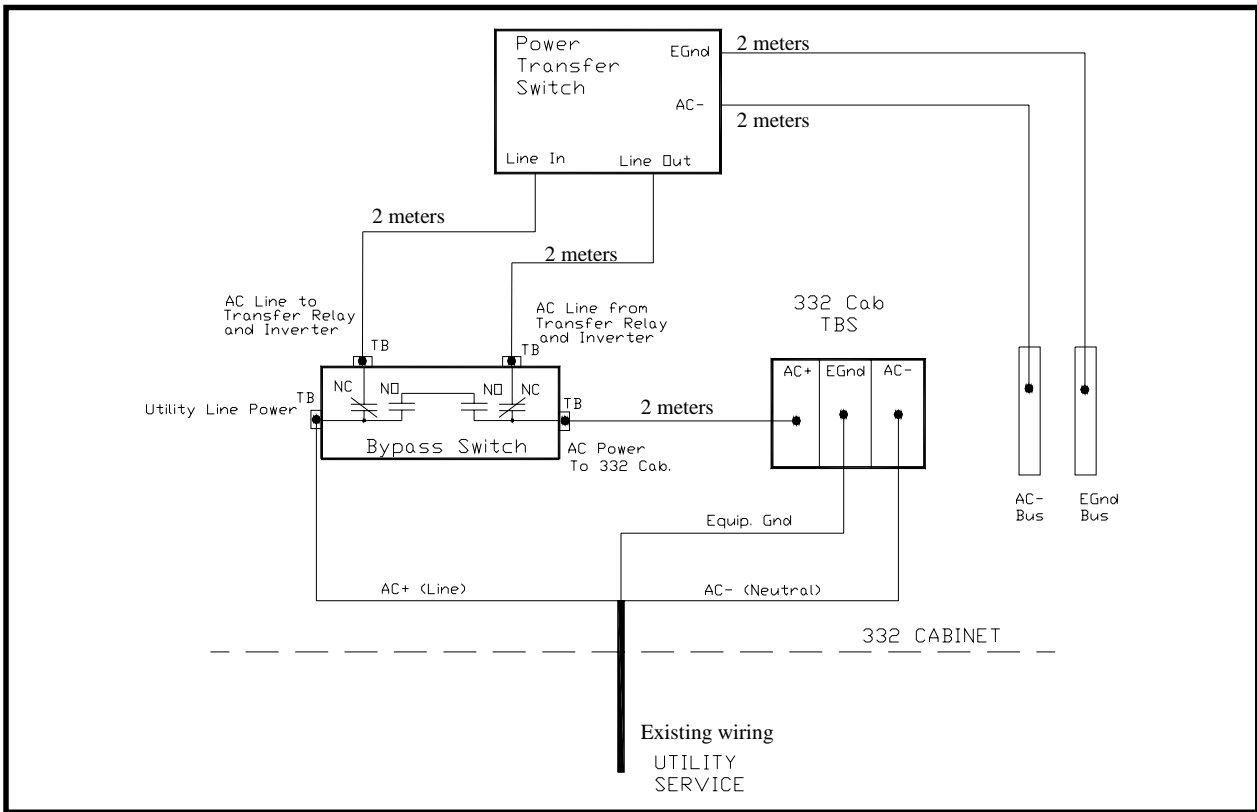 Power
Transfer
Switch
EGnd
2 meters
AC-
2 meters
Line In
Line Out
2 meters
2 meters
AC Line to
Transfer Relay
and Inverter
AC Line from
Transfer Relay
and Inverter
332 Cab
TBS
TB
TB
AC+
EGnd
AC-
NC
NO
NO
NC
TB
TB
Utility Line Power
2 meters
Bypass Switch
AC Power
To 332 Cab.
AC-
Bus
EGnd
Bus
Equip. Gnd
AC+ (Line)
AC- (Neutral)
332 CABINET
Existing wiring
UTILITY
SERVICE